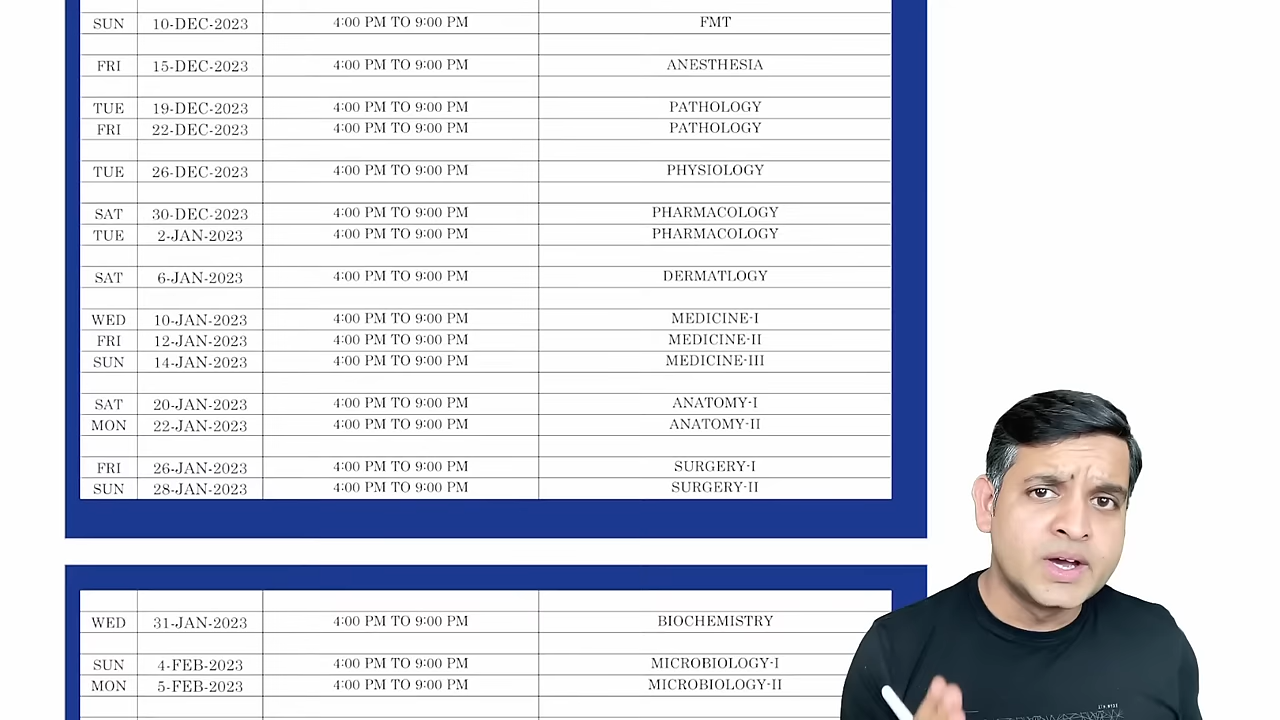 SUN 10-DEC-2023 4:00 PM TO 9:00 PM FMT
FRI 15-DEC-2023 4:00 PM TO 9:00 PM ANESTHESIA
TUE 19-DEC-2023 4:00 PM TO 9:00 PM PATHOLOGY
FRI 22-DEC-2023 4:00 PM TO 9:00 PM PATHOLOGY
TUE 26-DEC-2023 4:00 PM TO 9:00 PM PHYSIOLOGY
SAT 30-DEC-2023 4:00 PM TO 9:00 PM PHARMACOLOGY
TUE 2-JAN-2023 4:00 PM TO 9:00 PM PHARMACOLOGY
SAT 6-JAN-2023 4:00 PM TO 9:00 PM DERMATLOGY
WED 10-JAN-2023 4:00 PM TO 9:00 PM MEDICINE-I
FRI 12-JAN-2023 4:00 PM TO 9:00 PM MEDICINE-II
SUN 14-JAN-2023 4:00 PM TO 9:00 PM MEDICINE-III
SAT 20-JAN-2023 4:00 PM TO 9:00 PM ANATOMY-I
MON 22-JAN-2023 4:00 PM TO 9:00 PM ANATOMY-II
FRI 26-JAN-2023 4:00 PM TO 9:00 PM SURGERY-I
SUN 28-JAN-2023 4:00 PM TO 9:00 PM SURGERY-II
WED 31-JAN-2023 4:00 PM TO 9:00 PM BIOCHEMISTRY
SUN 4-FEB-2023 4:00 PM TO 9:00 PM MICROBIOLOGY-I
MON 5-FEB-2023 4:00 PM TO 9:00 PM MICROBIOLOGY-II